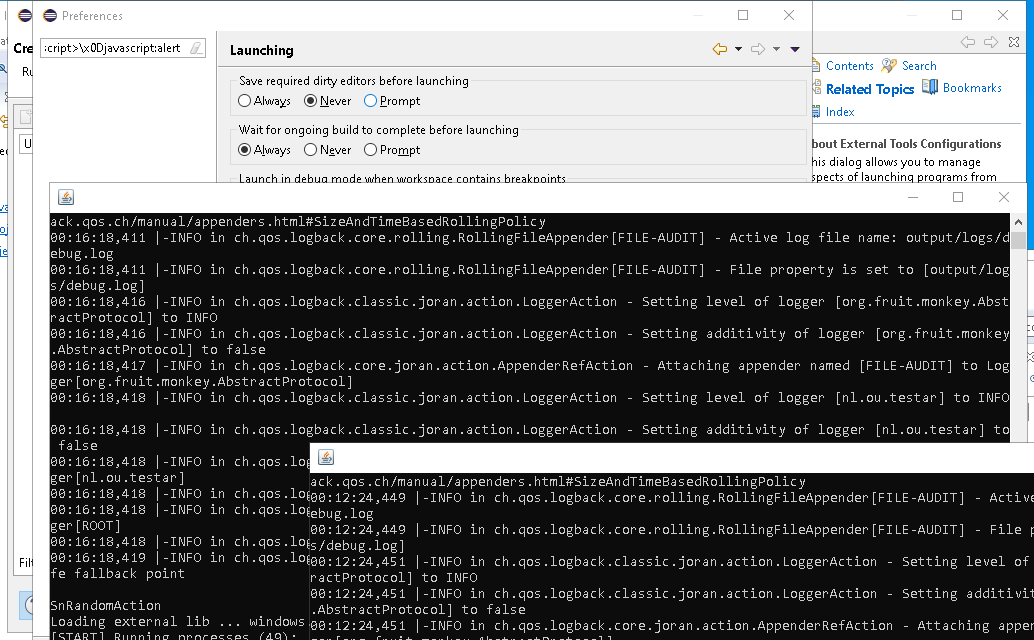 Preferences
Cre
:cript>\x0Djavascript:alert
Launching
Ru
Save required dirty editors before launching
Always Never Prompt
Wait for ongoing build to complete before launching
Always Never Prompt
Launch in debug mode when workspace contains breakpoints
Contents Search
Related Topics Bookmarks
Index
bout External Tools Configurations
his dialog allows you to manage
spects of launching programs from
U
Filt
ack.qos.ch/manual/appenders.html#SizeAndTimeBasedRollingPolicy
00:16:18,411 |-INFO in ch.qos.logback.core.rolling.RollingFileAppender[FILE-AUDIT] - Active log file name: output/logs/d
ebug.log
00:16:18,411 |-INFO in ch.qos.logback.core.rolling.RollingFileAppender[FILE-AUDIT] - File property is set to [output/log
s/debug.log]
00:16:18,416 |-INFO in ch.qos.logback.classic.joran.action.LoggerAction - Setting level of logger [org.fruit.monkey.Abst
ractProtocol] to INFO
00:16:18,416 |-INFO in ch.qos.logback.classic.joran.action.LoggerAction - Setting additivity of logger [org.fruit.monkey
.AbstractProtocol] to false
00:16:18,417 |-INFO in ch.qos.logback.core.joran.action.AppenderRefAction - Attaching appender named [FILE-AUDIT] to Log
ger[org.fruit.monkey.AbstractProtocol]
00:16:18,418 |-INFO in ch.qos.logback.classic.joran.action.LoggerAction - Setting level of logger [nl.ou.testar] to INFO
00:16:18,418 |-INFO in ch.qos.logback.classic.joran.action.LoggerAction - Setting additivity of logger [nl.ou.testar] to
false
00:16:18,418 |-INFO in ch.qos.log
ger[nl.ou.testar]
00:16:18,418 |-INFO in ch.qos.log
00:16:18,418 |-INFO in ch.qos.log
ger[ROOT]
00:16:18,418 |-INFO in ch.qos.log
00:16:18,419 |-INFO in ch.qos.log
fe fallback point
SnRandomAction
Loading external lib ... windows
[START] Running processes (49):
ack.qos.ch/manual/appenders.html#SizeAndTimeBasedRollingPolicy
00:12:24,449 |-INFO in ch.qos.logback.core.rolling.RollingFileAppender[FILE-AUDIT] - Active
ebug.log
00:12:24,449 |-INFO in ch.qos.logback.core.rolling.RollingFileAppender[FILE-AUDIT] - File p
s/debug.log]
00:12:24,451 |-INFO in ch.qos.logback.classic.joran.action.LoggerAction - Setting level of
ractProtocol] to INFO
00:12:24,451 |-INFO in ch.qos.logback.classic.joran.action.LoggerAction - Setting additivit
.AbstractProtocol] to false
00:12:24,451 |-INFO in ch.qos.logback.core.joran.action.AppenderRefAction - Attaching appen
ger[org.fruit.monkey.AbstractProtocol]